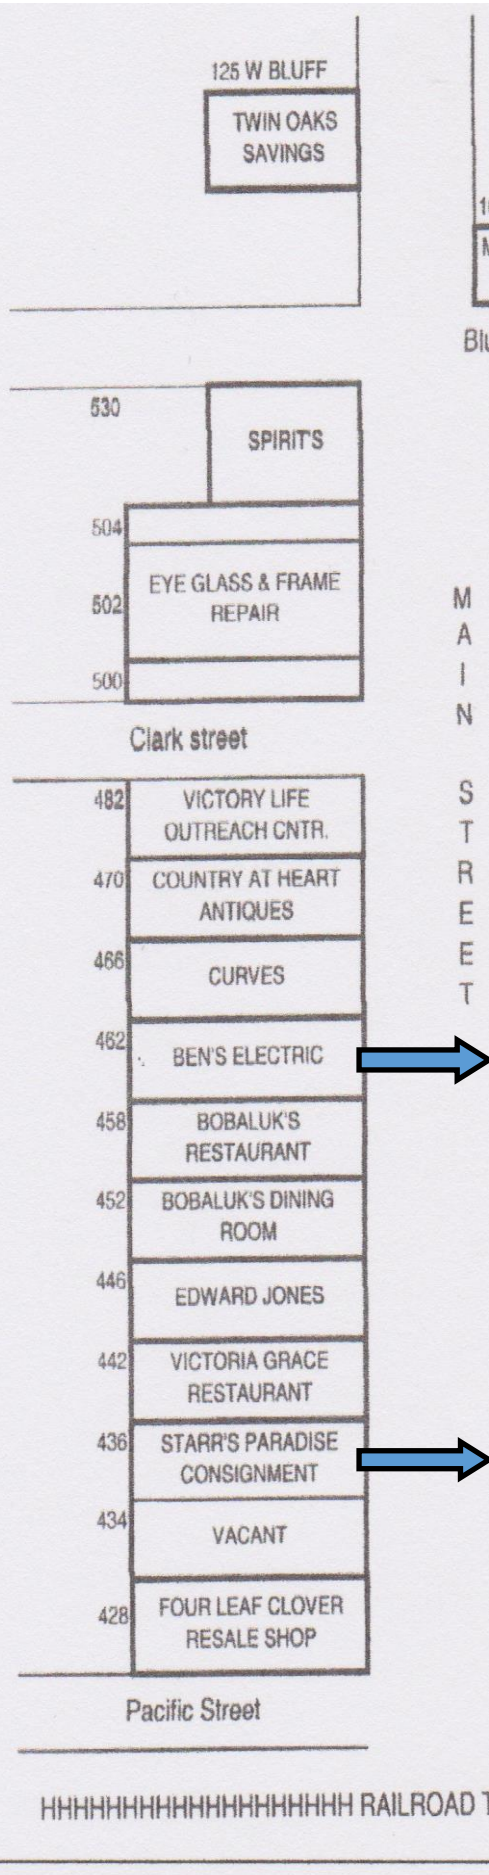 125 W BLUFF
TWIN OAKS
SAVINGS
530
SPIRIT'S
504
EYE GLASS & FRAME
REPAIR
502
500
Clark street
MAIN STREET
482
VICTORY LIFE
OUTREACH CNTR.
470
COUNTRY AT HEART
ANTIQUES
466
CURVES
462
BEN'S ELECTRIC
458
BOBALUK'S
RESTAURANT
452
BOBALUK'S DINING
ROOM
446
EDWARD JONES
442
VICTORIA GRACE
RESTAURANT
436
STARR'S PARADISE
CONSIGNMENT
434
VACANT
428
FOUR LEAF CLOVER
RESALE SHOP
Pacific Street
HHHHHHHHHHHHHHHHHHH RAILROAD